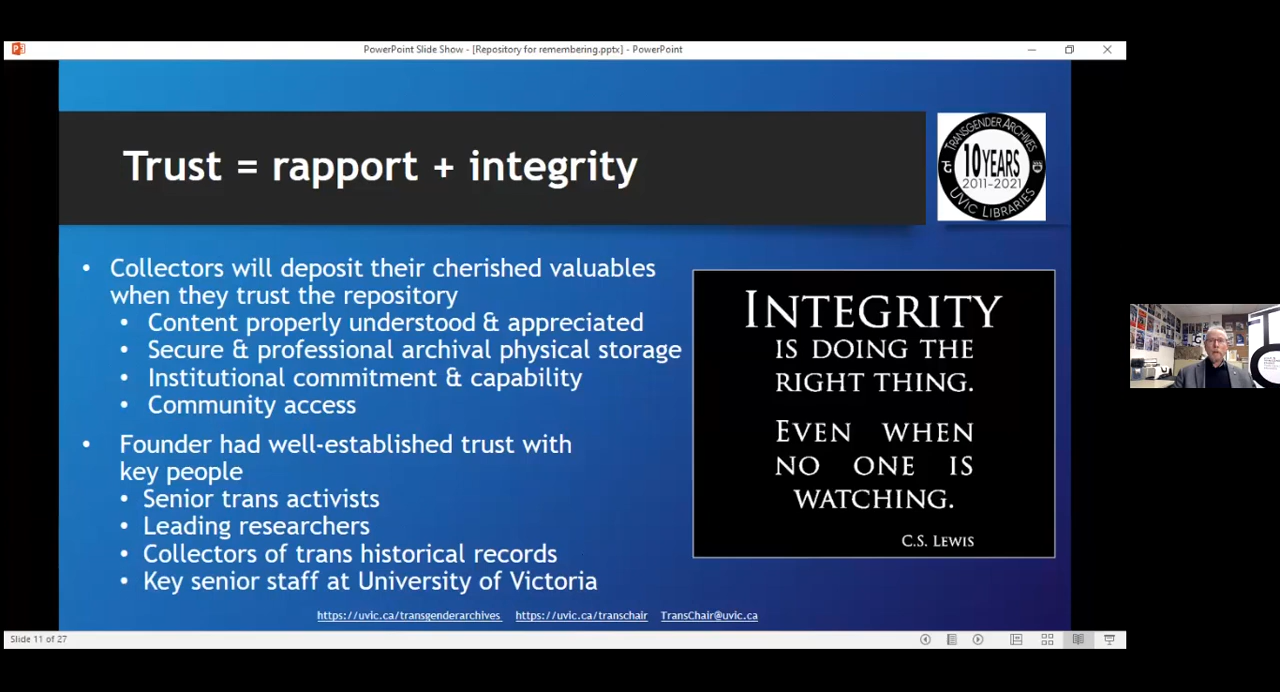 PowerPoint Slide Show - [Repository for remembering.pptx] - PowerPoint
Trust = rapport + integrity
TRANSGENDER ARCHIVES
10 YEARS
2011-2021
UVIC LIBRARIES
• Collectors will deposit their cherished valuables
when they trust the repository
• Content properly understood & appreciated
• Secure & professional archival physical storage
• Institutional commitment & capability
• Community access
• Founder had well-established trust with
key people
• Senior trans activists
• Leading researchers
• Collectors of trans historical records
• Key senior staff at University of Victoria
INTEGRITY
IS DOING THE
RIGHT THING.
EVEN WHEN
NO ONE IS
WATCHING.
C.S. LEWIS
https://uvic.ca/transgenderarchives https://uvic.ca/transchair TransChair@uvic.ca
Slide 11 of 27